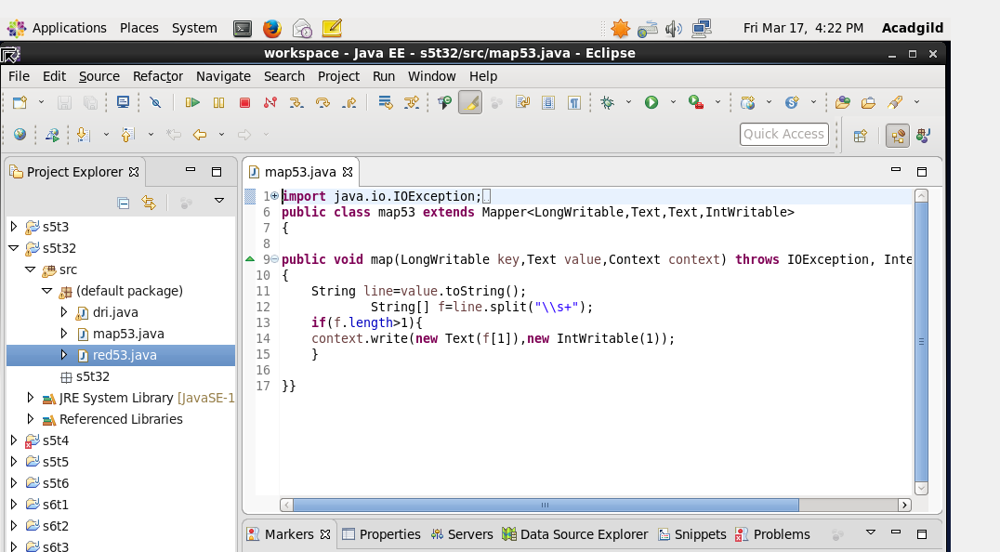 Applications Places System Fri Mar 17, 4:22 PM Acadgild
workspace - Java EE - s5t32/src/map53.java - Eclipse
File Edit Source Refactor Navigate Search Project Run Window Help
Quick Access
Project Explorer
s5t3
s5t32
src
(default package)
dri.java
map53.java
red53.java
s5t32
JRE System Library [JavaSE-1
Referenced Libraries
s5t4
s5t5
s5t6
s6t1
s6t2
s6t3
map53.java
1 import java.io.IOException;
6 public class map53 extends Mapper<LongWritable,Text,Text,IntWritable>
7 {
8
9 public void map(LongWritable key,Text value,Context context) throws IOException, Inte
10 {
11 String line=value.toString();
12 String[] f=line.split("\\s+");
13 if(f.length>1){
14 context.write(new Text(f[1]),new IntWritable(1));
15 }
16
17 }}
Markers Properties Servers Data Source Explorer Snippets Problems